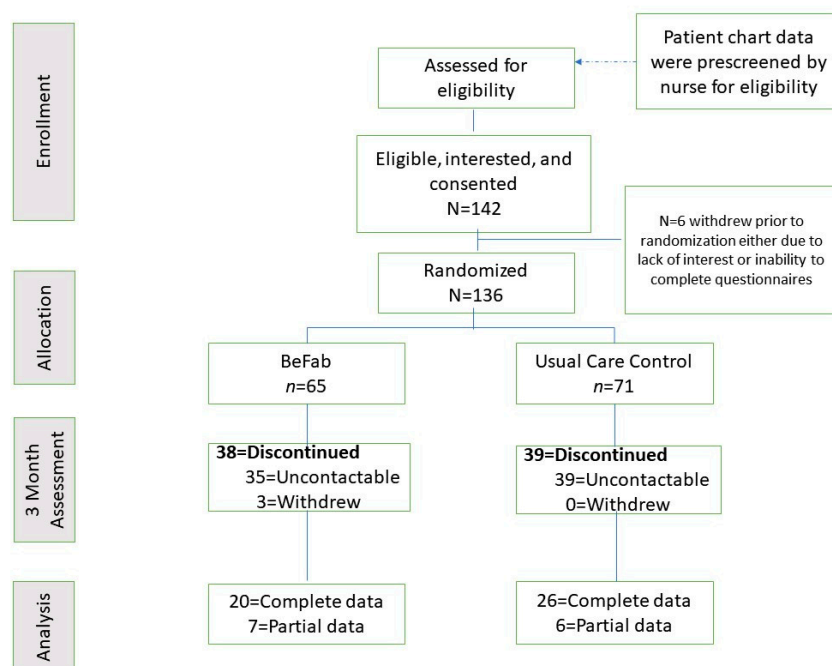 Enrollment
Assessed for
eligibility
Patient chart data
were prescreened by
nurse for eligibility
Eligible, interested, and
consented
N=142
N=6 withdrew prior to
randomization either due to
lack of interest or inability to
complete questionnaires
Allocation
Randomized
N=136
BeFab
n=65
Usual Care Control
n=71
3 Month
Assessment
38=Discontinued
35=Uncontactable
3=Withdrew
39=Discontinued
39=Uncontactable
0=Withdrew
Analysis
20=Complete data
7=Partial data
26=Complete data
6=Partial data